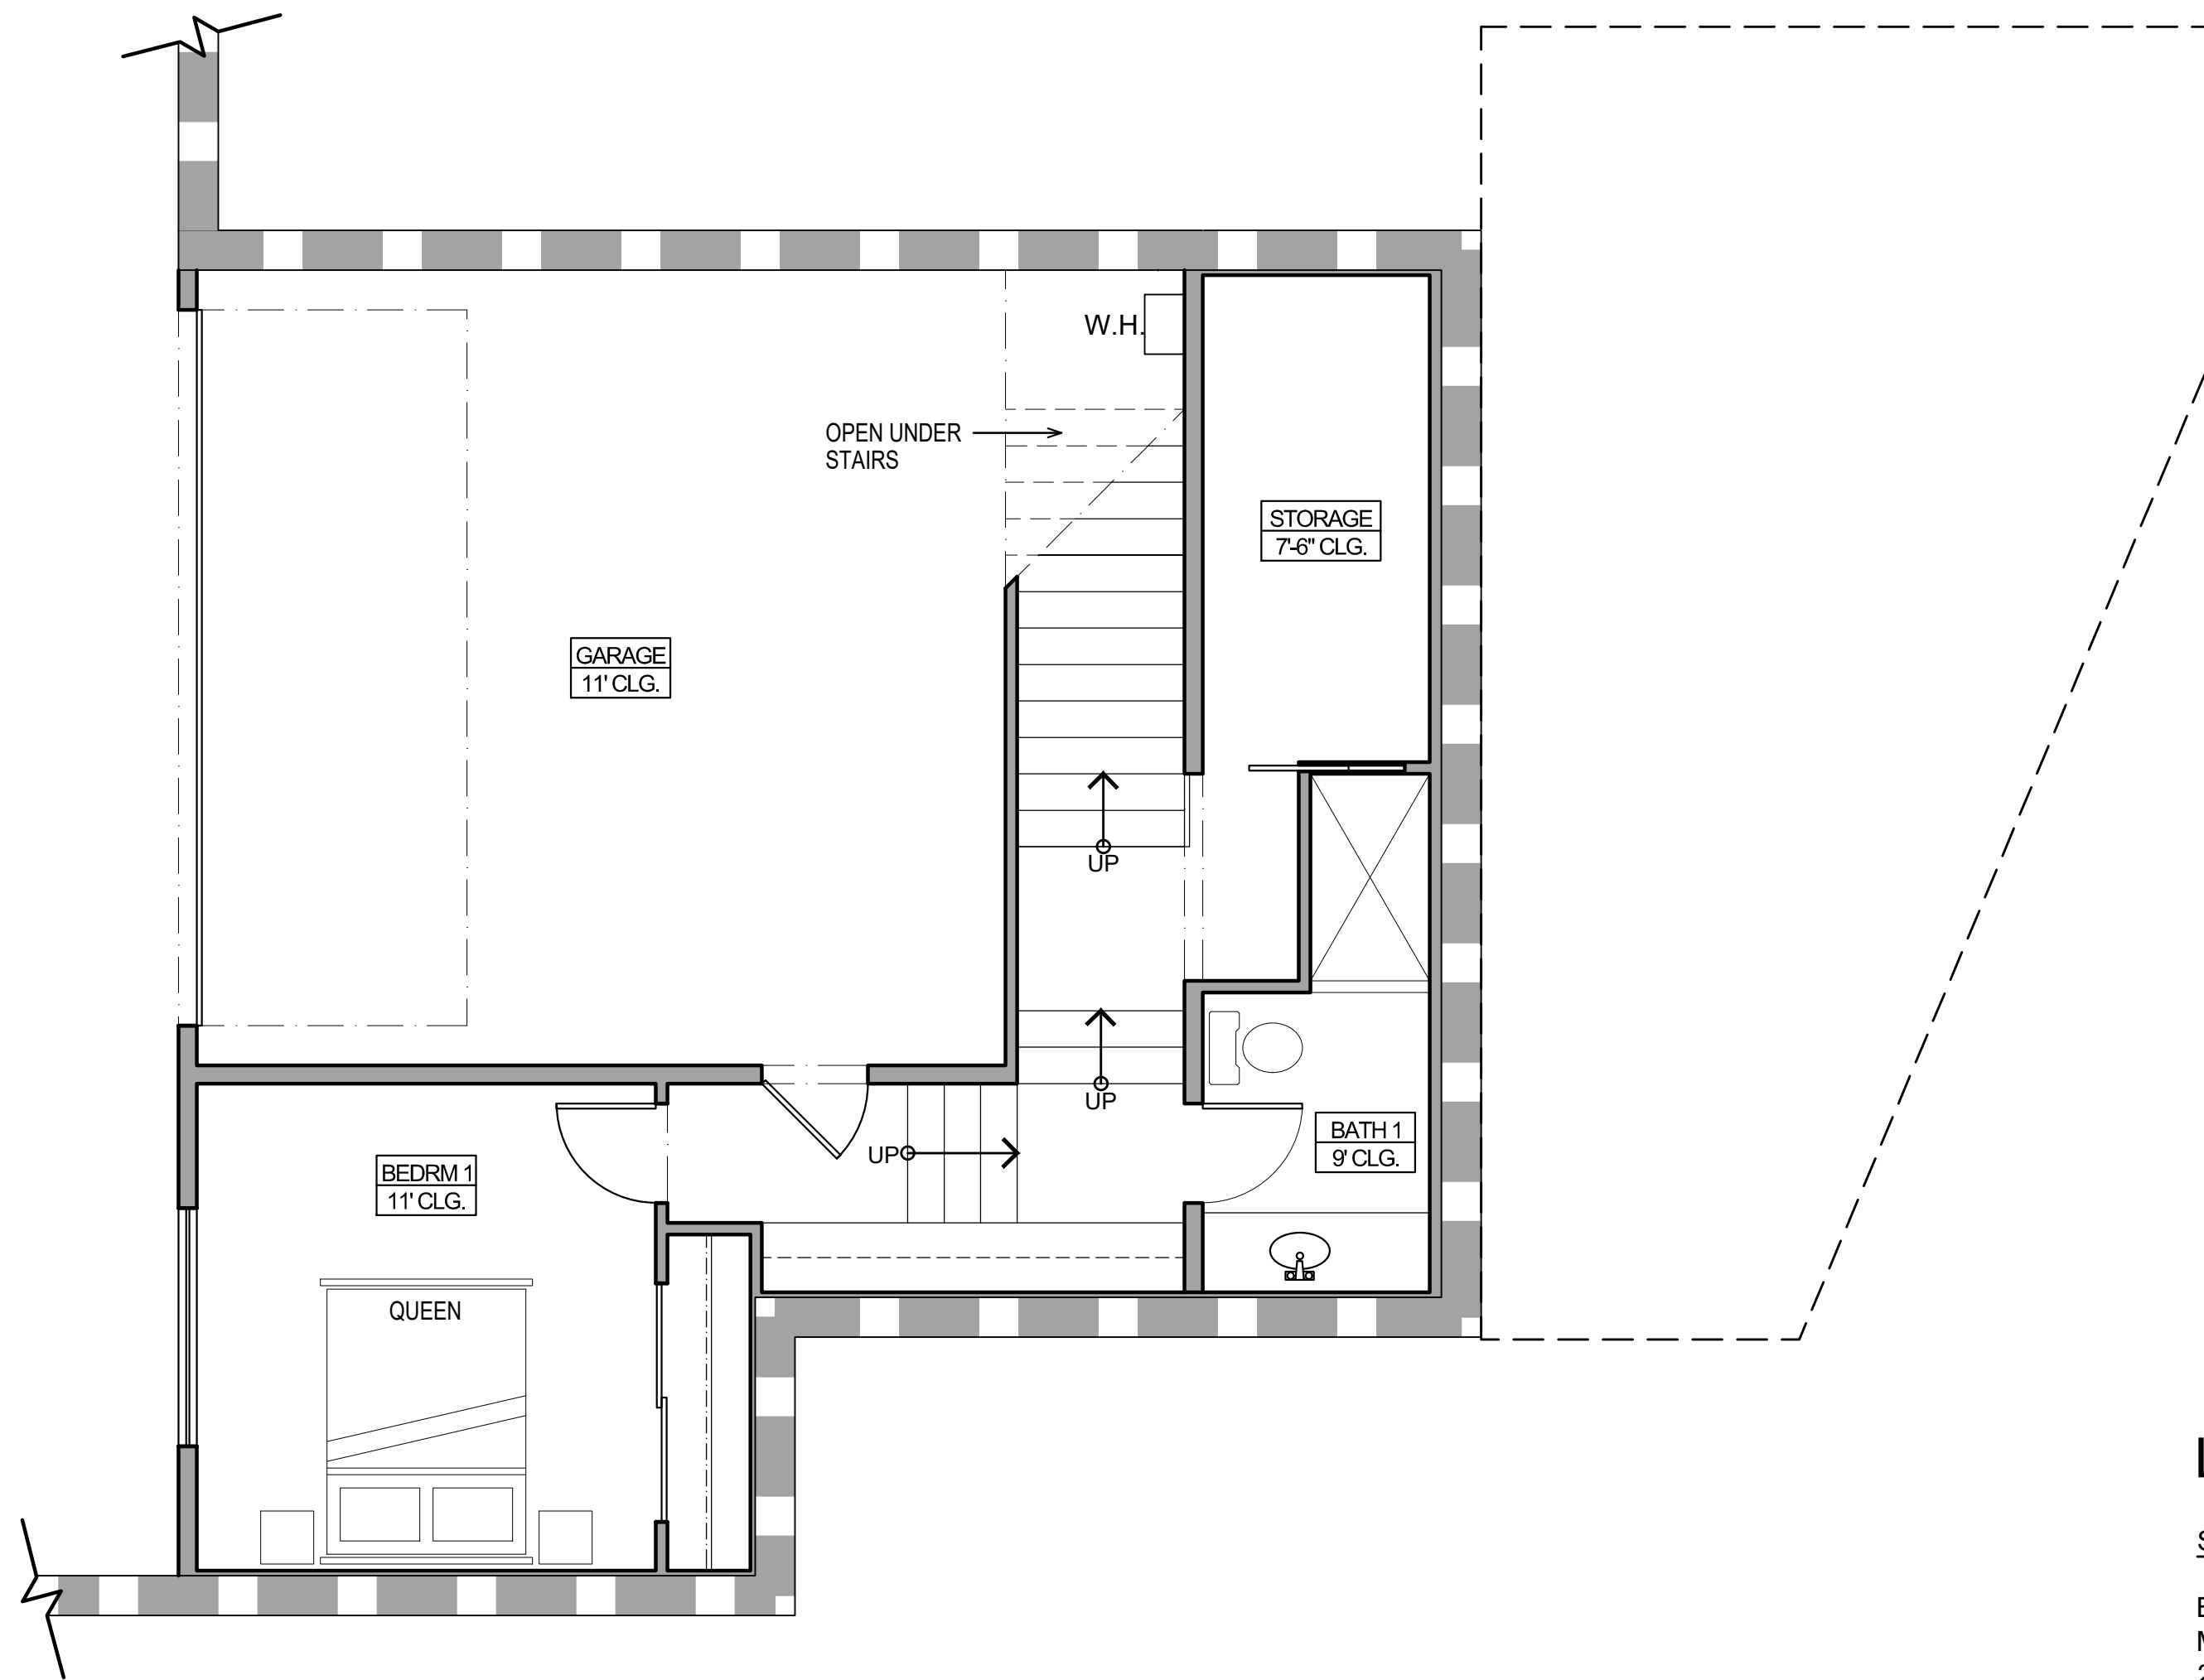 W.H.
OPEN UNDER
STAIRS
STORAGE
7'-6" CLG.
GARAGE
11' CLG.
UP
UP
UP
BATH 1
9' CLG.
BEDRM 1
11' CLG.
QUEEN